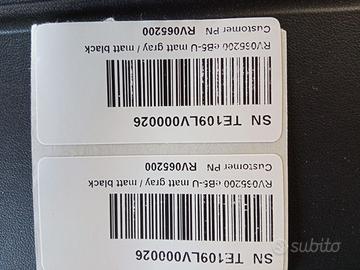 SN TE109LV000026
RV065200 eB5-U matt gray / matt black
Customer PN RV065200
SN TE109LV000026
RV065200 eB5-U matt gray / matt black
Customer PN RV065200
subito